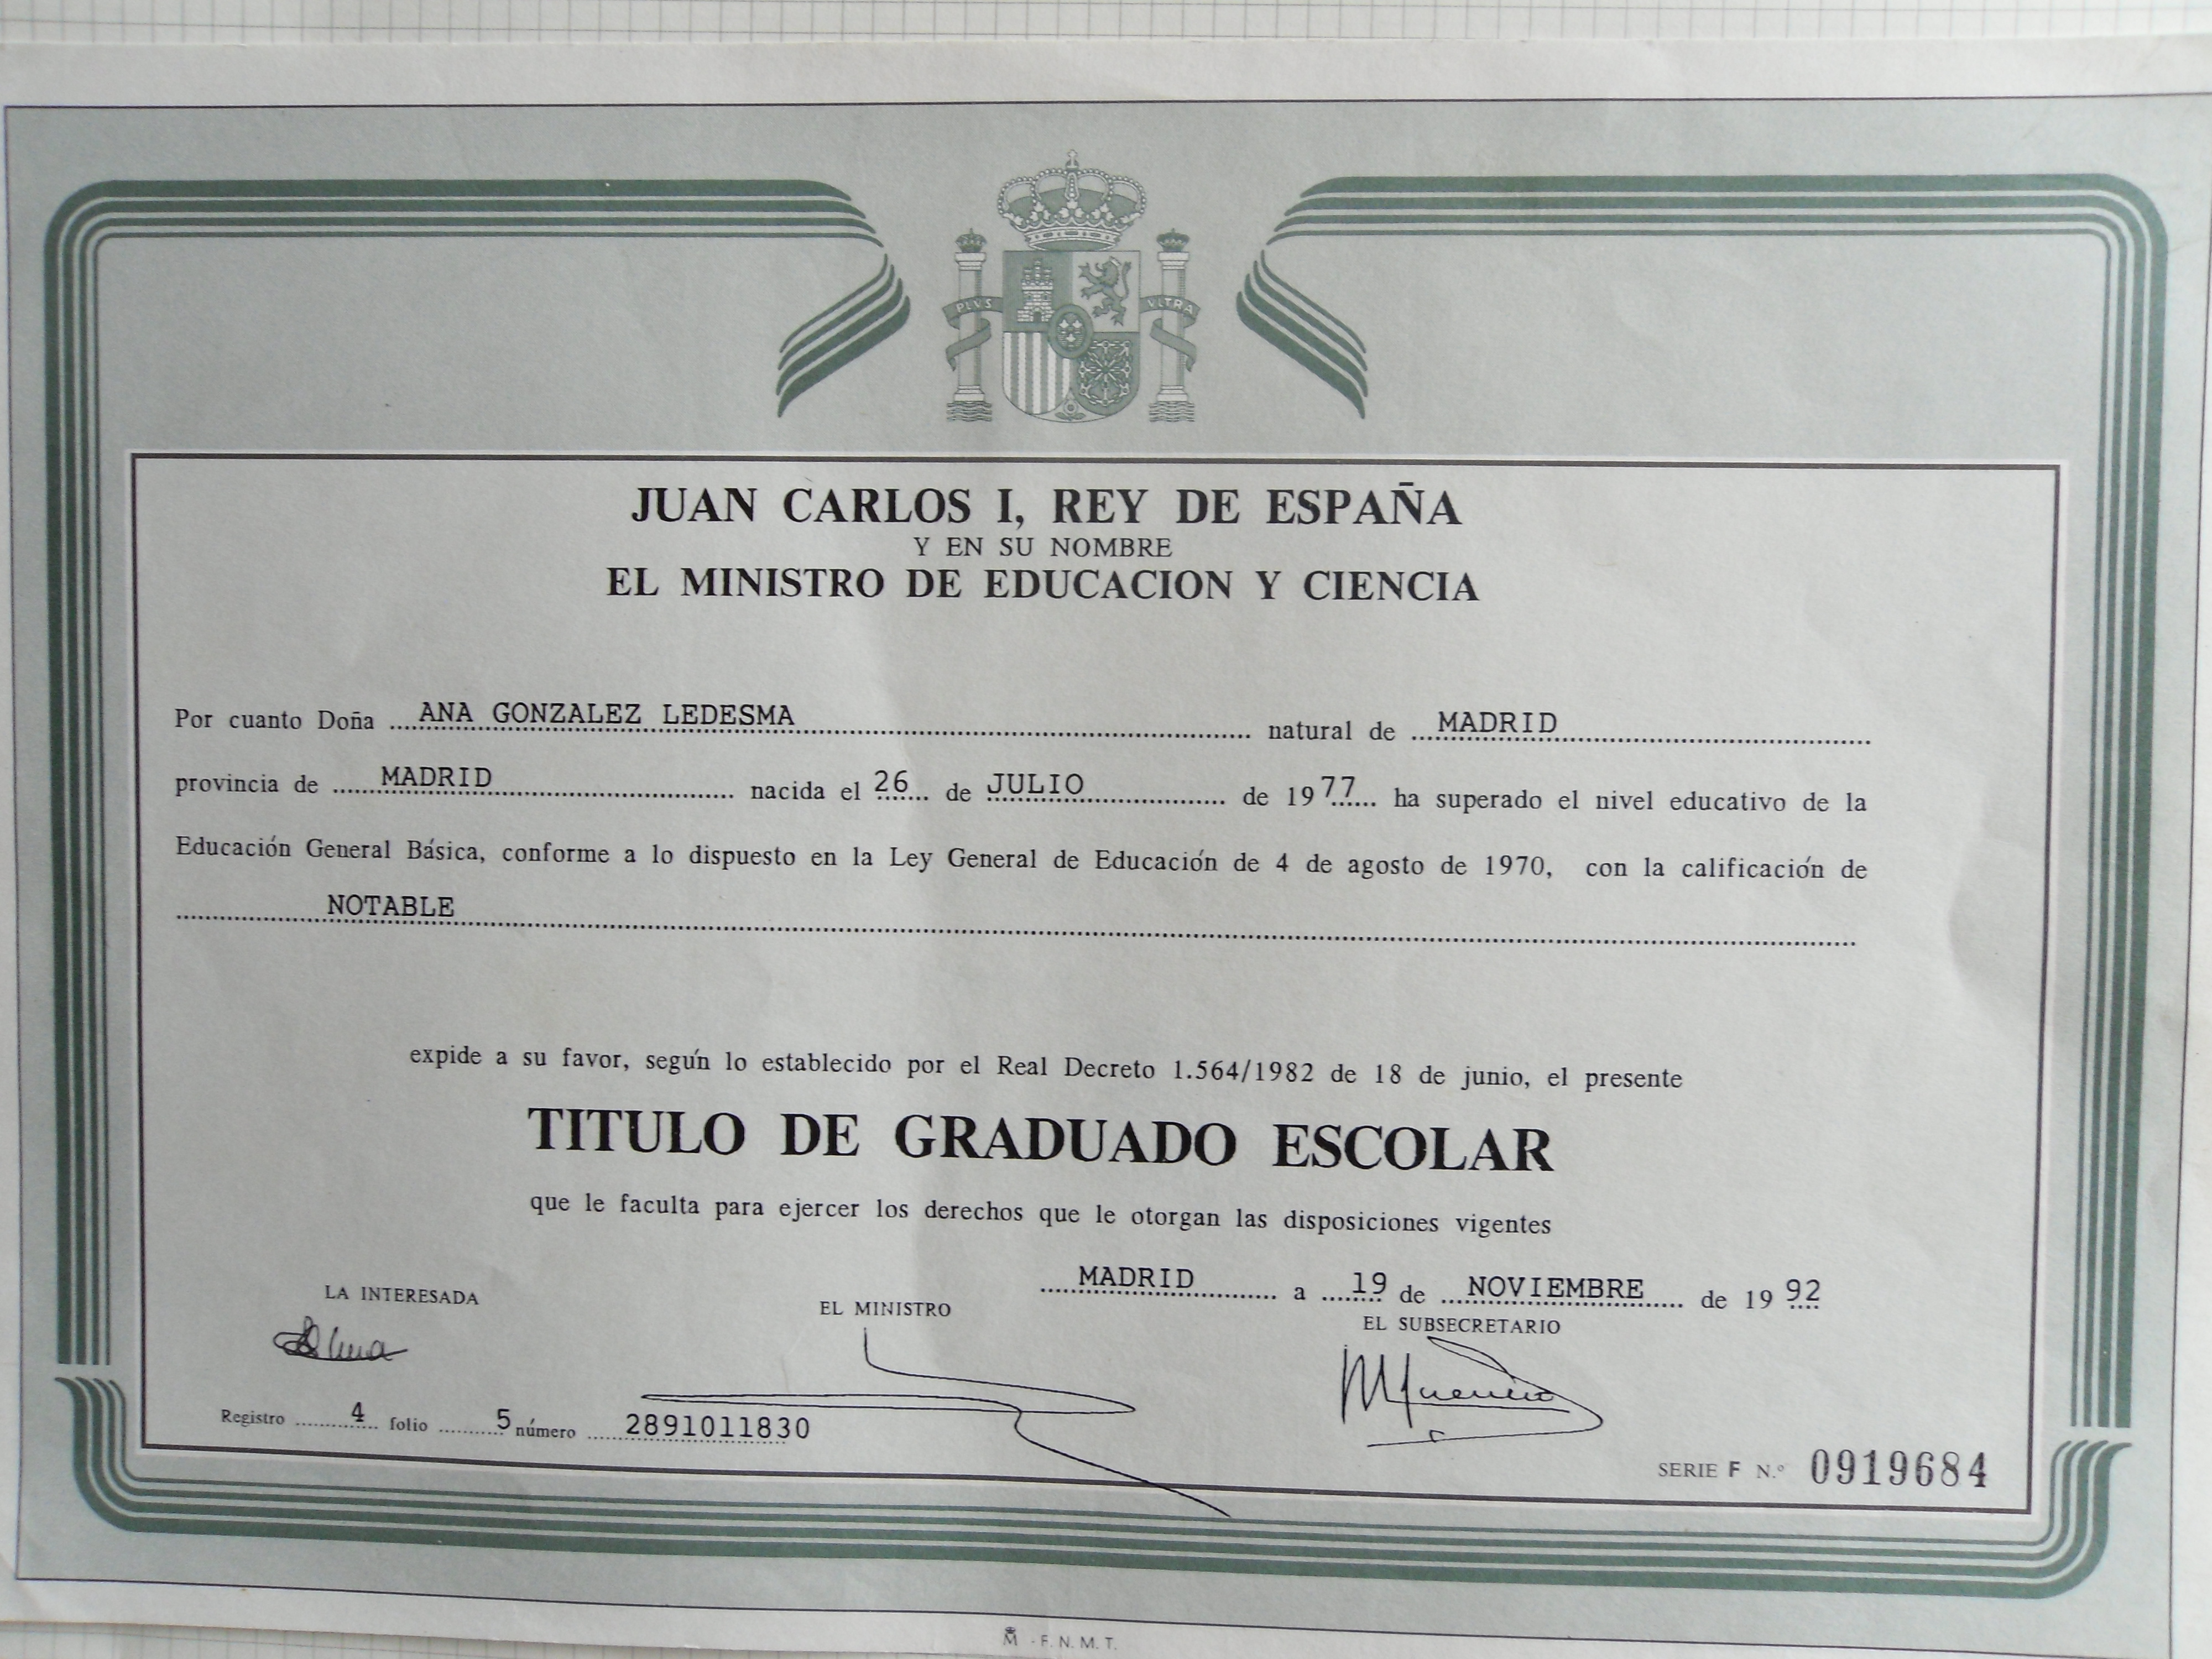 PLVS VLTRA
JUAN CARLOS I, REY DE ESPAÑA
Y EN SU NOMBRE
EL MINISTRO DE EDUCACION Y CIENCIA
Por cuanto Doña ANA GONZALEZ LEDESMA natural de MADRID
provincia de MADRID nacida el 26 de JULIO de 1977 ha superado el nivel educativo de la
Educación General Básica, conforme a lo dispuesto en la Ley General de Educación de 4 de agosto de 1970, con la calificación de
NOTABLE
expide a su favor, según lo establecido por el Real Decreto 1.564/1982 de 18 de junio, el presente
TITULO DE GRADUADO ESCOLAR
que le faculta para ejercer los derechos que le otorgan las disposiciones vigentes
MADRID a 19 de NOVIEMBRE de 1992
LA INTERESADA EL MINISTRO EL SUBSECRETARIO
Registro 4 folio 5 número 2891011830
SERIE F N.º 0919684
F. N. M. T.